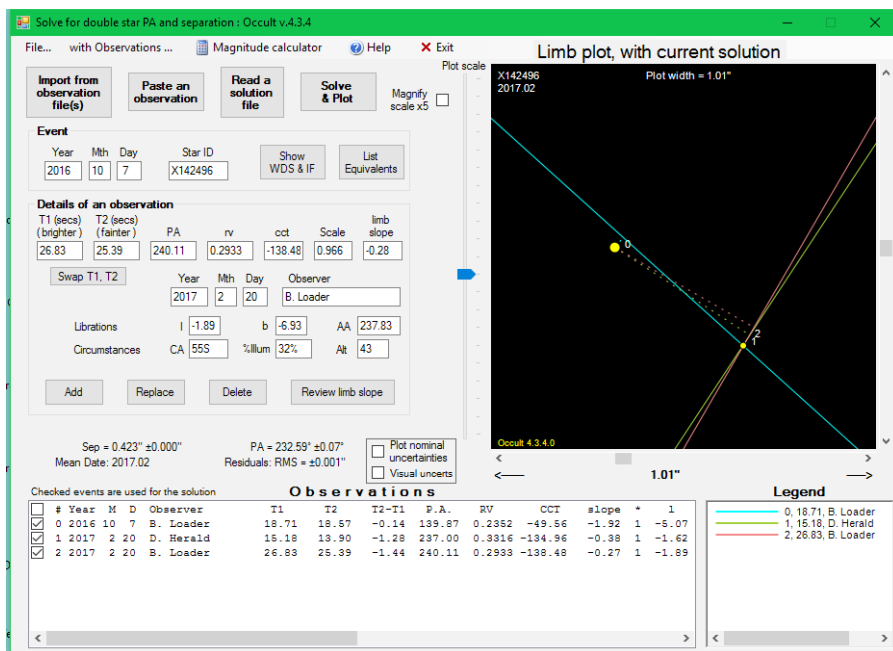 Solve for double star PA and separation : Occult v.4.3.4
File... with Observations ... Magnitude calculator Help Exit
Limb plot, with current solution
Plot scale
Import from observation file(s)
Paste an observation
Read a solution file
Solve & Plot
Magnify scale x5
X142496
2017.02
Plot width = 1.01"
Event
Year Mth Day Star ID
2016 10 7 X142496
Show WDS & IF
List Equivalents
Details of an observation
T1 (secs) (brighter ) T2 (secs) (fainter ) PA rv cct Scale limb slope
26.83 25.39 240.11 0.2933 -138.48 0.966 -0.28
Swap T1, T2
Year Mth Day Observer
2017 2 20 B. Loader
Librations l -1.89 b -6.93 AA 237.83
Circumstances CA 55S %Illum 32% Alt 43
Add Replace Delete Review limb slope
0
2
1
Occult 4.3.4.0
Sep = 0.423" ±0.000" PA = 232.59° ±0.07°
Mean Date: 2017.02 Residuals: RMS = ±0.001"
Plot nominal uncertainties
Visual uncerts
<— 1.01" —>
Checked events are used for the solution
Observations
Legend
# Year M D Observer T1 T2 T2-T1 P.A. RV CCT slope * l
0 2016 10 7 B. Loader 18.71 18.57 -0.14 139.87 0.2352 -49.56 -1.92 1 -5.07
1 2017 2 20 D. Herald 15.18 13.90 -1.28 237.00 0.3316 -134.96 -0.38 1 -1.62
2 2017 2 20 B. Loader 26.83 25.39 -1.44 240.11 0.2933 -138.48 -0.27 1 -1.89
0, 18.71, B. Loader
1, 15.18, D. Herald
2, 26.83, B. Loader